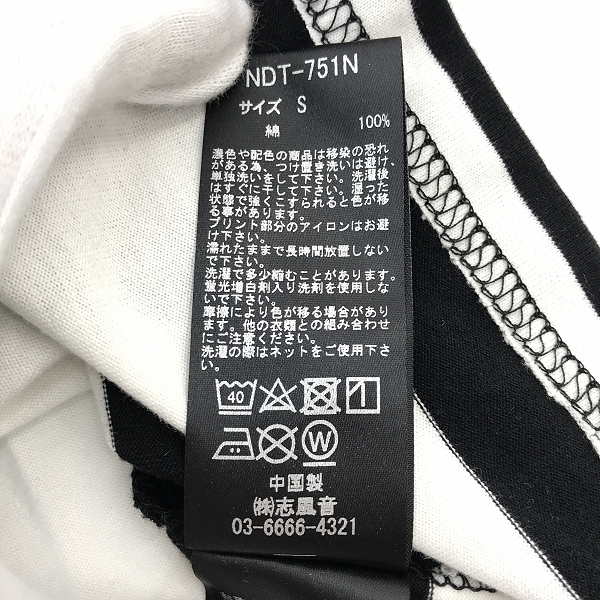 NDT-751N
サイズ S
綿 100%
濃色や配色の商品は移染の恐れ
がある為、つけ置き洗いは避け、
単独洗いをして下さい。洗濯後
はすぐに干して下さい。湿った
状態で強くこすられると色が移
る事があります。
プリント部分のアイロンはお避
け下さい。
濡れたままで長時間放置しない
で下さい。
洗濯で多少縮むことがあります。
蛍光増白剤入り洗剤を使用しな
いで下さい。
摩擦により色が移る場合があり
ます。他の衣類との組み合わせ
にご注意ください。
洗濯の際はネットをご使用下さ
い。
40
W
中国製
㈱志風音
03-6666-4321